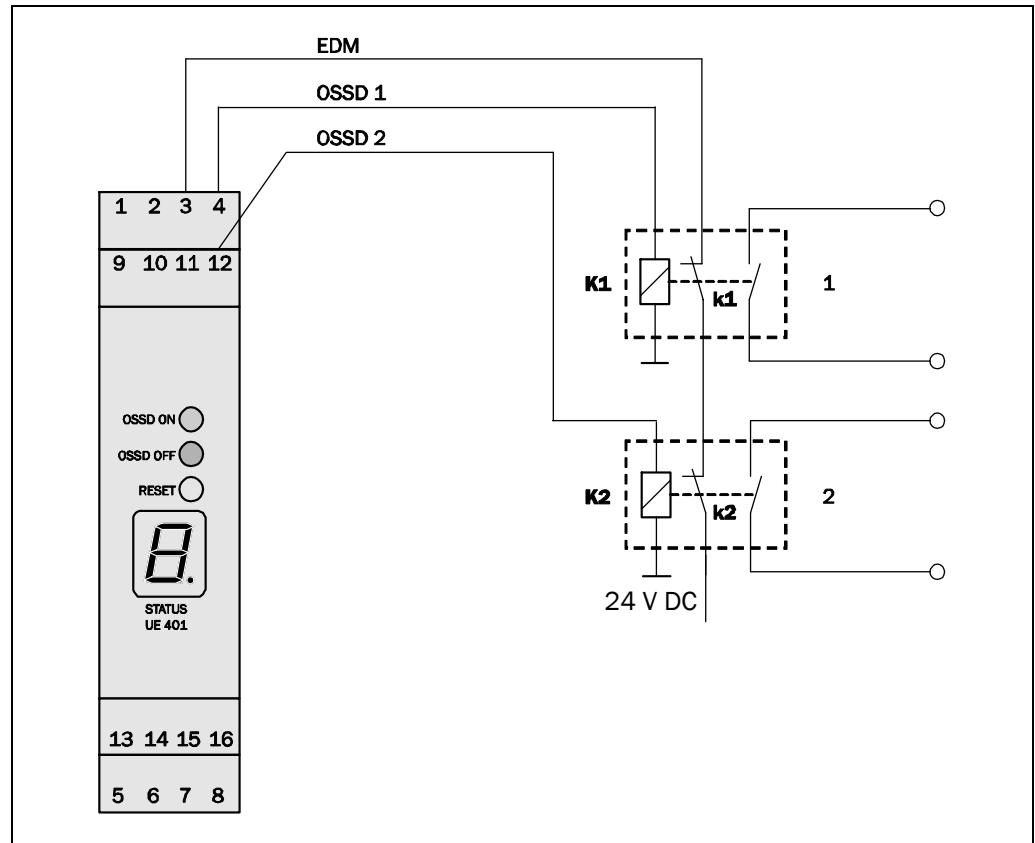 EDM
OSSD 1
OSSD 2
1 2 3 4
9 10 11 12
K1
k1
1
OSSD ON
OSSD OFF
RESET
K2
k2
2
8.
STATUS
UE 401
24 V DC
13 14 15 16
5 6 7 8